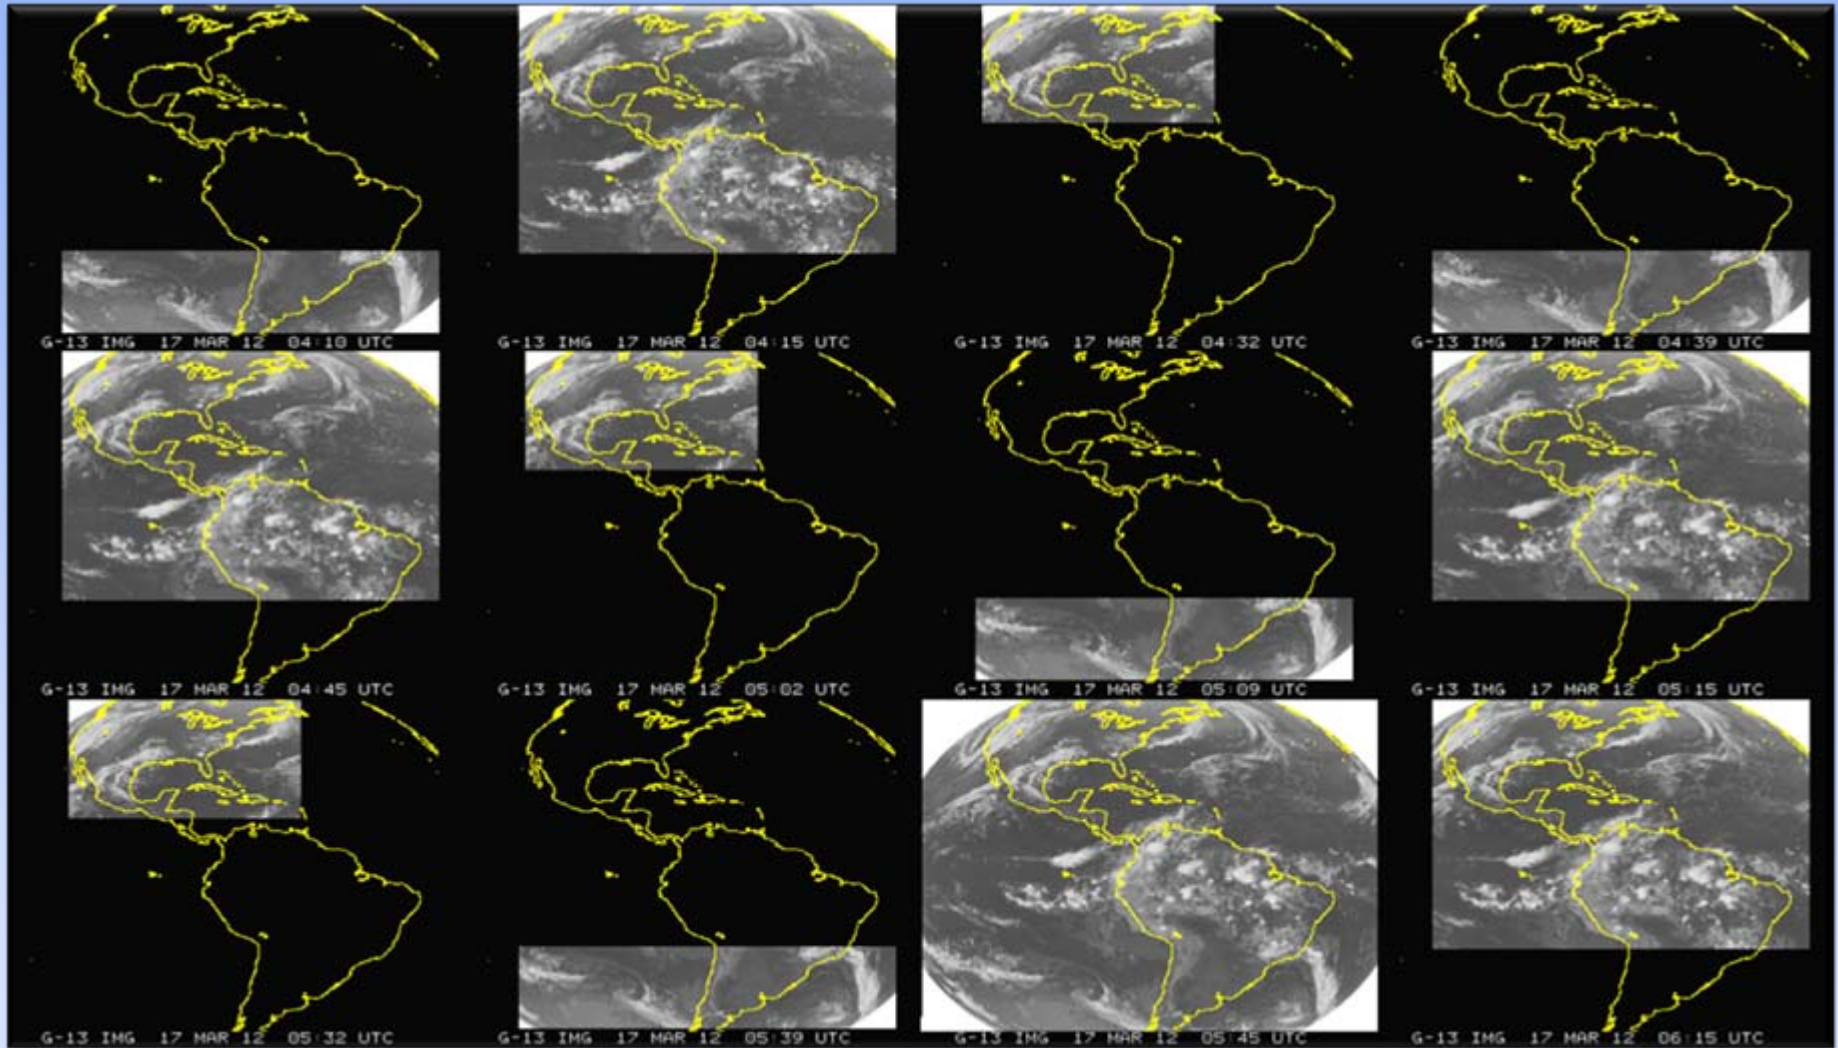 G-13 IMG 17 MAR 12 04:10 UTC
G-13 IMG 17 MAR 12 04:15 UTC
G-13 IMG 17 MAR 12 04:32 UTC
G-13 IMG 17 MAR 12 04:39 UTC
G-13 IMG 17 MAR 12 04:45 UTC
G-13 IMG 17 MAR 12 05:02 UTC
G-13 IMG 17 MAR 12 05:09 UTC
G-13 IMG 17 MAR 12 05:15 UTC
G-13 IMG 17 MAR 12 05:32 UTC
G-13 IMG 17 MAR 12 05:39 UTC
G-13 IMG 17 MAR 12 05:45 UTC
G-13 IMG 17 MAR 12 06:15 UTC